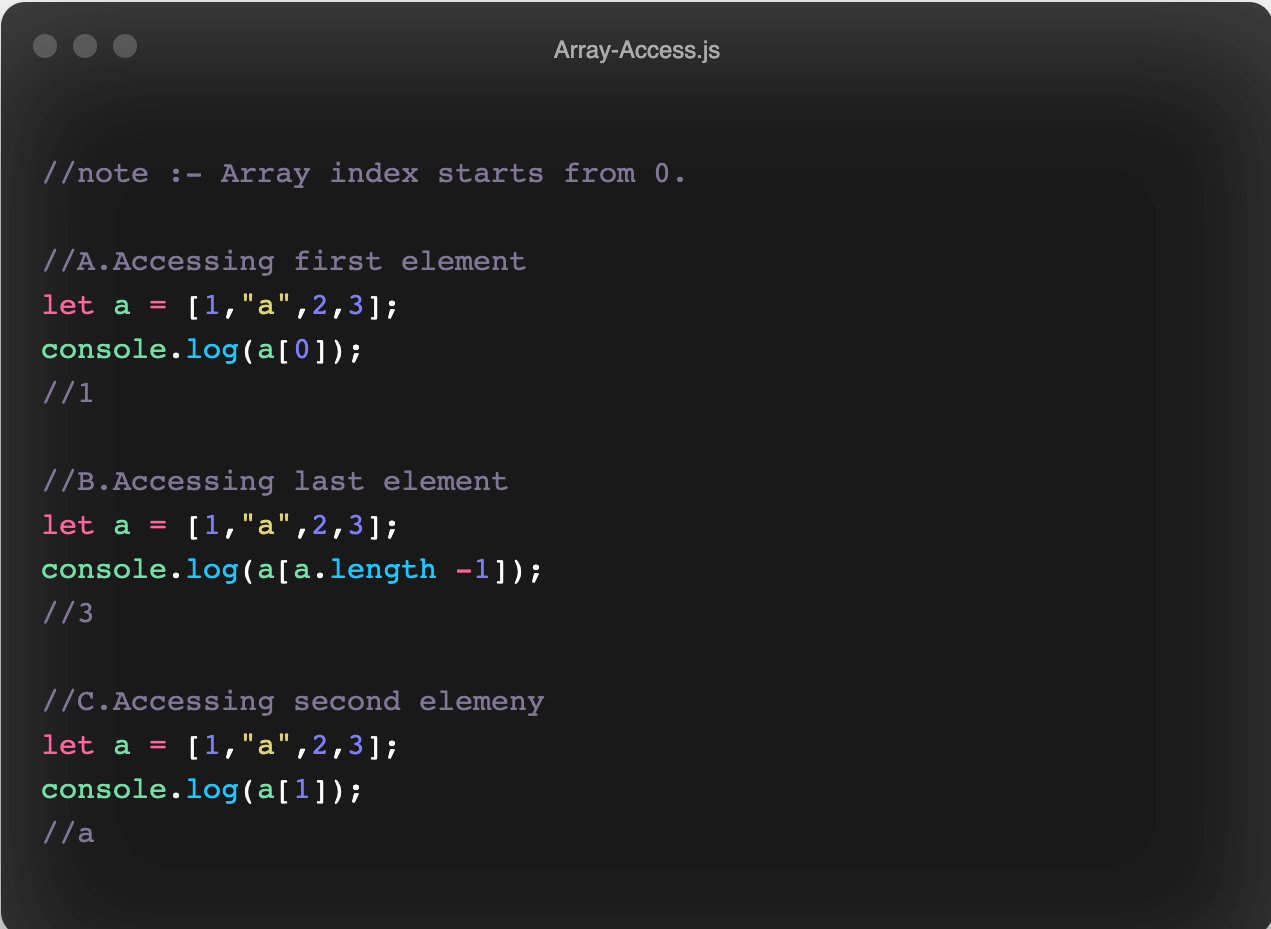 Array-Access.js
//note :- Array index starts from 0.
//A.Accessing first element
let a = [1,"a",2,3];
console.log(a[0]);
//1
//B.Accessing last element
let a = [1,"a",2,3];
console.log(a[a.length -1]);
//3
//C.Accessing second elemeny
let a = [1,"a",2,3];
console.log(a[1]);
//a